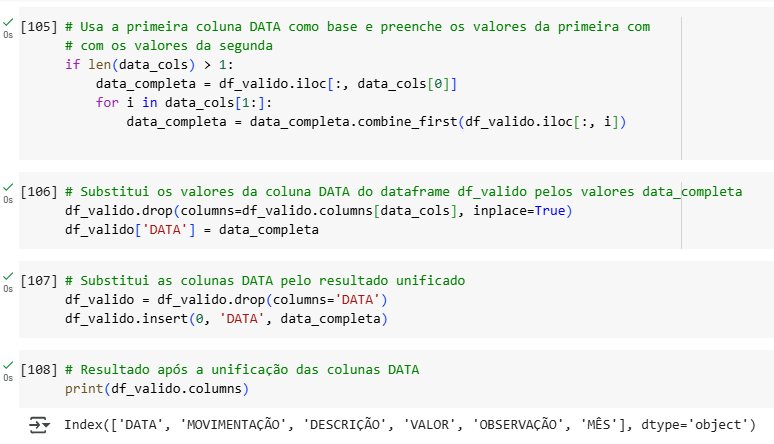 [105] # Usa a primeira coluna DATA como base e preenche os valores da primeira com
# com os valores da segunda
if len(data_cols) > 1:
    data_completa = df_valido.iloc[:, data_cols[0]]
    for i in data_cols[1:]:
        data_completa = data_completa.combine_first(df_valido.iloc[:, i])
0s
[106] # Substitui os valores da coluna DATA do dataframe df_valido pelos valores data_completa
df_valido.drop(columns=df_valido.columns[data_cols], inplace=True)
df_valido['DATA'] = data_completa
0s
[107] # Substitui as colunas DATA pelo resultado unificado
df_valido = df_valido.drop(columns='DATA')
df_valido.insert(0, 'DATA', data_completa)
0s
[108] # Resultado após a unificação das colunas DATA
print(df_valido.columns)
0s
Index(['DATA', 'MOVIMENTAÇÃO', 'DESCRIÇÃO', 'VALOR', 'OBSERVAÇÃO', 'MÊS'], dtype='object')